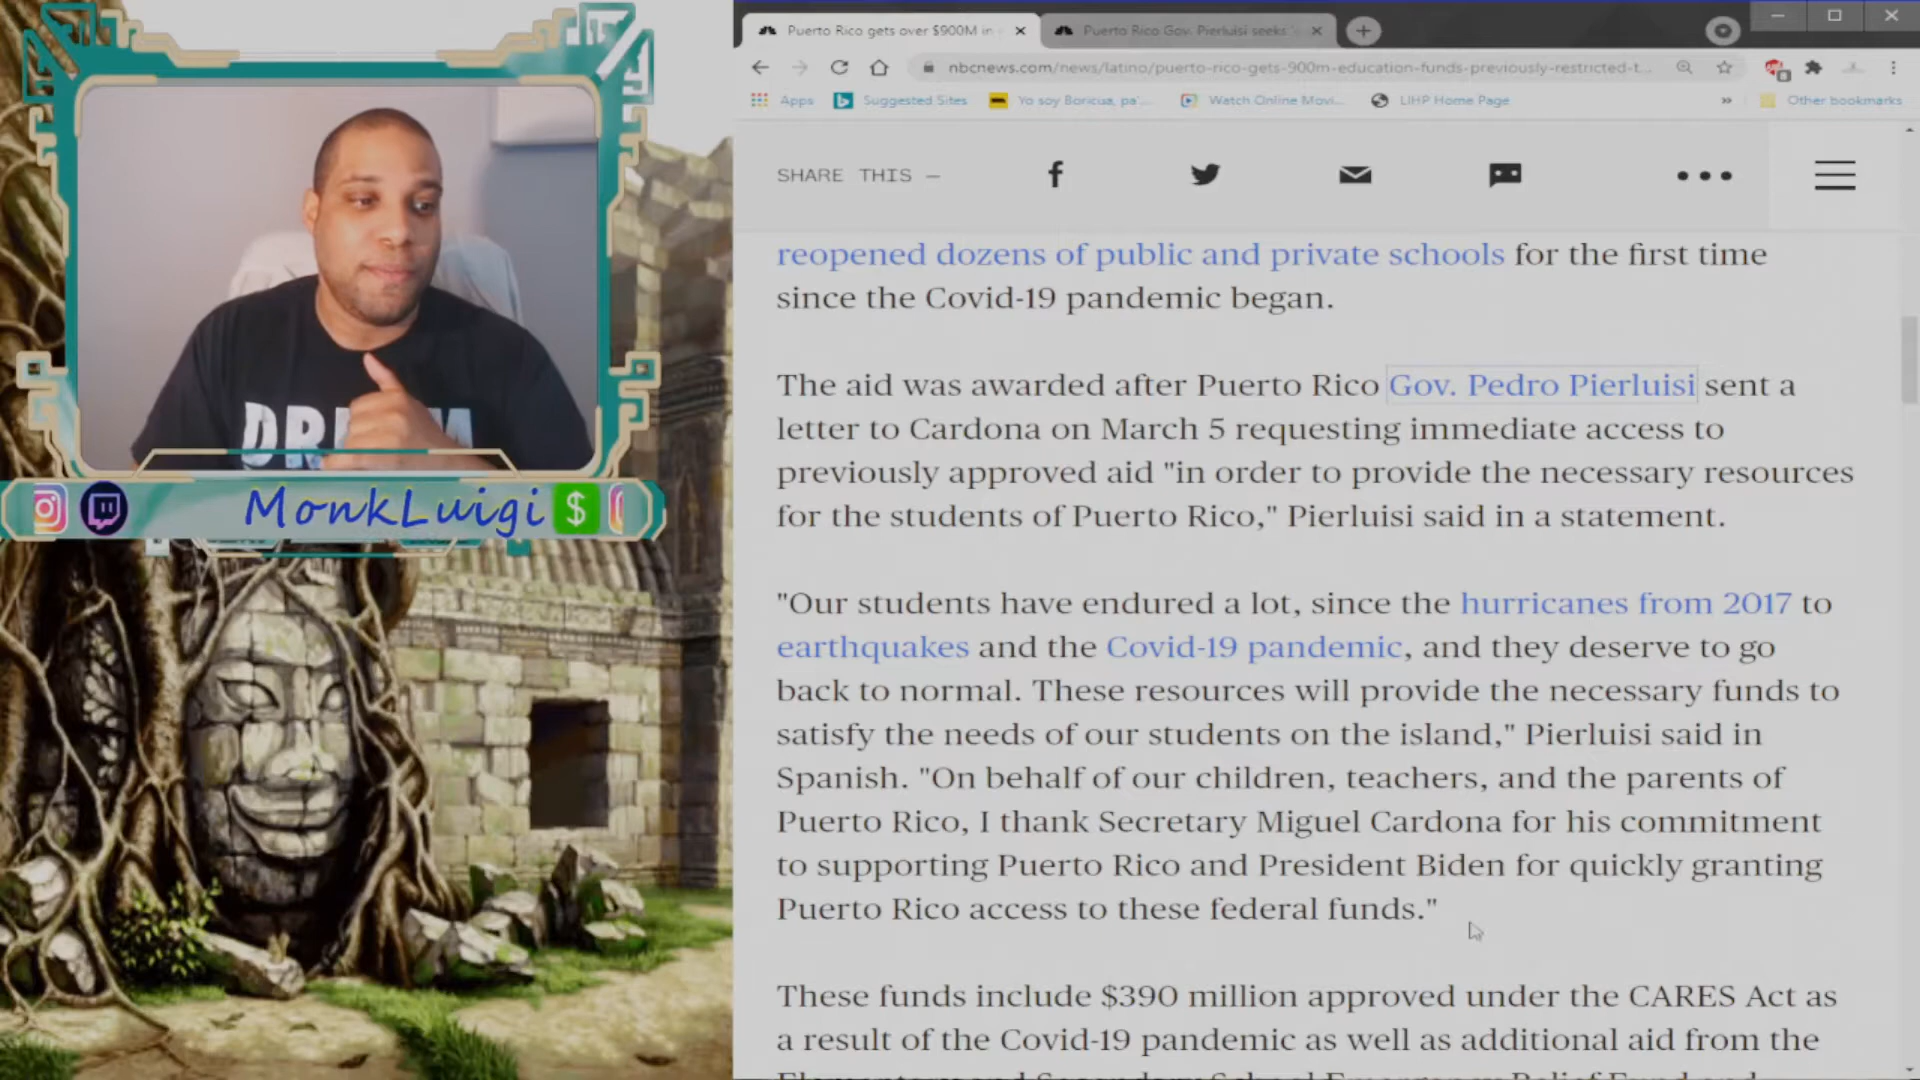 Puerto Rico gets over $900M in
Puerto Rico Gov. Pierluisi seeks
nbcnews.com/news/latino/puerto-rico-gets-900m-education-funds-previously-restricted-t...
Apps
Suggested Sites
Yo soy Boricua, pa'...
Watch Online Movi...
LIHP Home Page
»
Other bookmarks
SHARE THIS —
reopened dozens of public and private schools for the first time
since the Covid-19 pandemic began.
The aid was awarded after Puerto Rico Gov. Pedro Pierluisi sent a
letter to Cardona on March 5 requesting immediate access to
previously approved aid "in order to provide the necessary resources
for the students of Puerto Rico," Pierluisi said in a statement.
"Our students have endured a lot, since the hurricanes from 2017 to
earthquakes and the Covid-19 pandemic, and they deserve to go
back to normal. These resources will provide the necessary funds to
satisfy the needs of our students on the island," Pierluisi said in
Spanish. "On behalf of our children, teachers, and the parents of
Puerto Rico, I thank Secretary Miguel Cardona for his commitment
to supporting Puerto Rico and President Biden for quickly granting
Puerto Rico access to these federal funds."
These funds include $390 million approved under the CARES Act as
a result of the Covid-19 pandemic as well as additional aid from the
Elementary and Secondary School Emergency Relief Fund and
MonkLuigi $